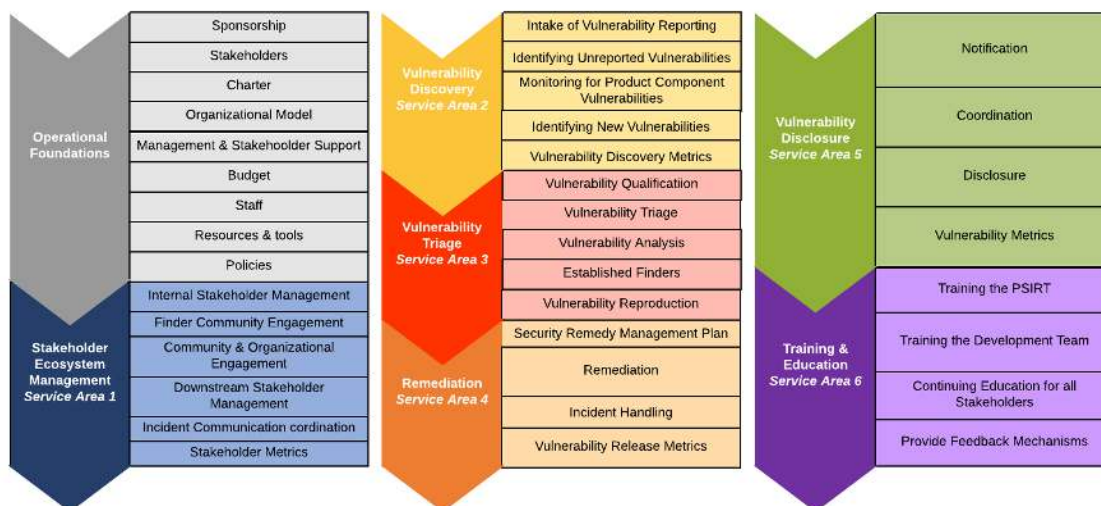 Operational
Foundations
Sponsorship
Stakeholders
Charter
Organizational Model
Management & Stakehoolder Support
Budget
Staff
Resources & tools
Policies
Stakeholder
Ecosystem
Management
Service Area 1
Internal Stakeholder Management
Finder Community Engagement
Community & Organizational
Engagement
Downstream Stakeholder
Management
Incident Communication cordination
Stakeholder Metrics
Vulnerability
Discovery
Service Area 2
Intake of Vulnerability Reporting
Identifying Unreported Vulnerabilities
Monitoring for Product Component
Vulnerabilities
Identifying New Vulnerabilities
Vulnerability Discovery Metrics
Vulnerability
Triage
Service Area 3
Vulnerability Qualificatiion
Vulnerability Triage
Vulnerability Analysis
Established Finders
Vulnerability Reproduction
Remediation
Service Area 4
Security Remedy Management Plan
Remediation
Incident Handling
Vulnerability Release Metrics
Vulnerability
Disclosure
Service Area 5
Notification
Coordination
Disclosure
Vulnerability Metrics
Training &
Education
Service Area 6
Training the PSIRT
Training the Development Team
Continuing Education for all
Stakeholders
Provide Feedback Mechanisms